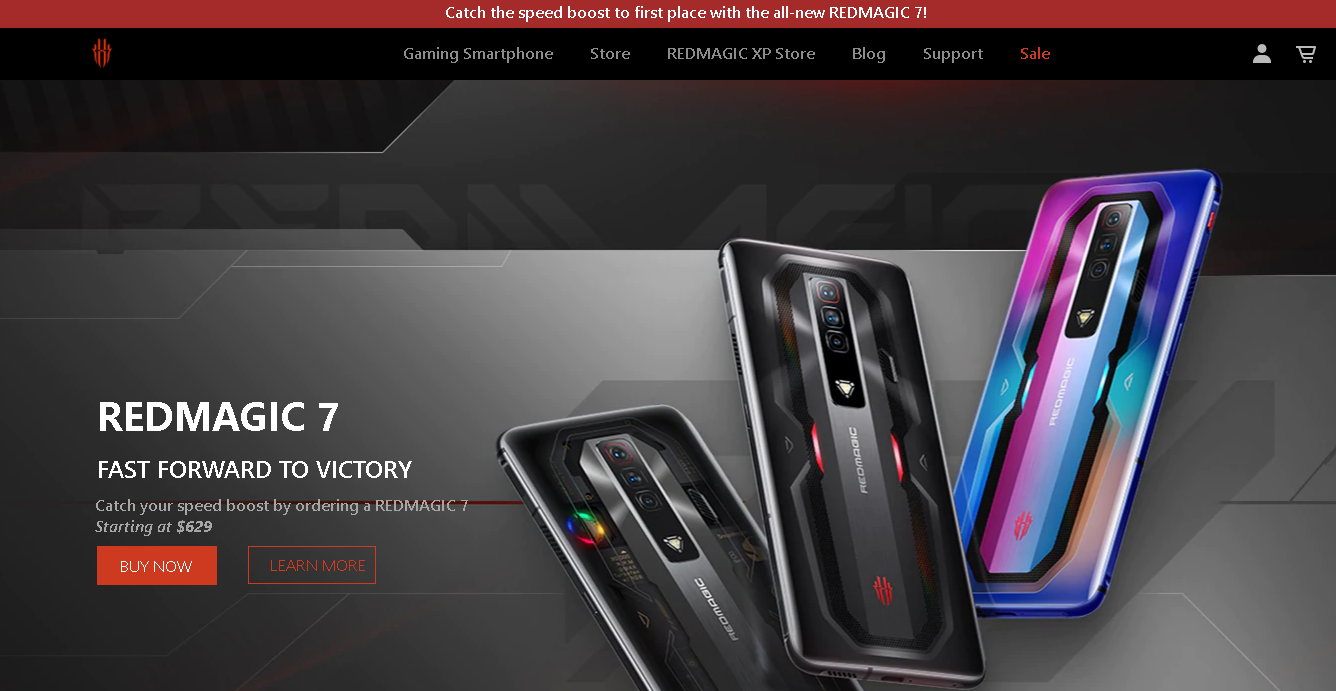 Catch the speed boost to first place with the all-new REDMAGIC 7!
Gaming Smartphone Store REDMAGIC XP Store Blog Support Sale
REDMAGIC
REDMAGIC 7
FAST FORWARD TO VICTORY
Catch your speed boost by ordering a REDMAGIC 7
Starting at $629
BUY NOW LEARN MORE
REDMAGIC
REDMAGIC
REDMAGIC